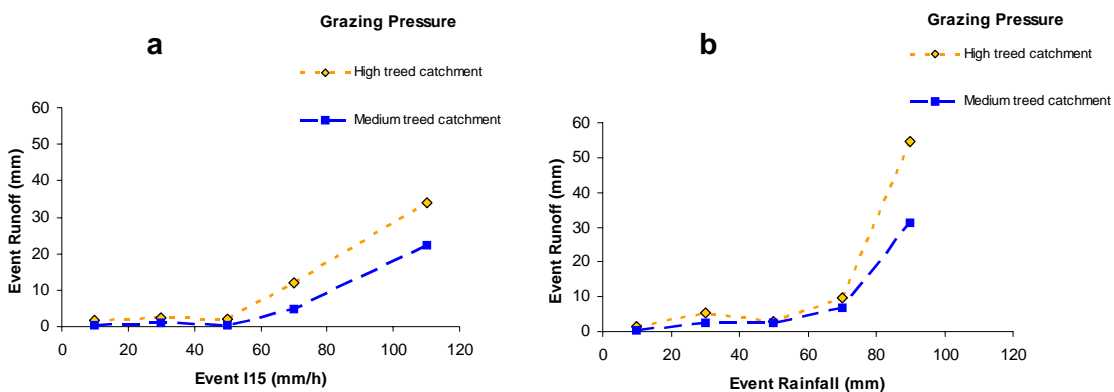 Grazing Pressure
a
High treed catchment
Medium treed catchment
60
50
40
30
20
10
0
Event Runoff (mm)
0 20 40 60 80 100 120
Event I15 (mm/h)
Grazing Pressure
b
High treed catchment
Medium treed catchment
60
50
40
30
20
10
0
Event Runoff (mm)
0 20 40 60 80 100 120
Event Rainfall (mm)